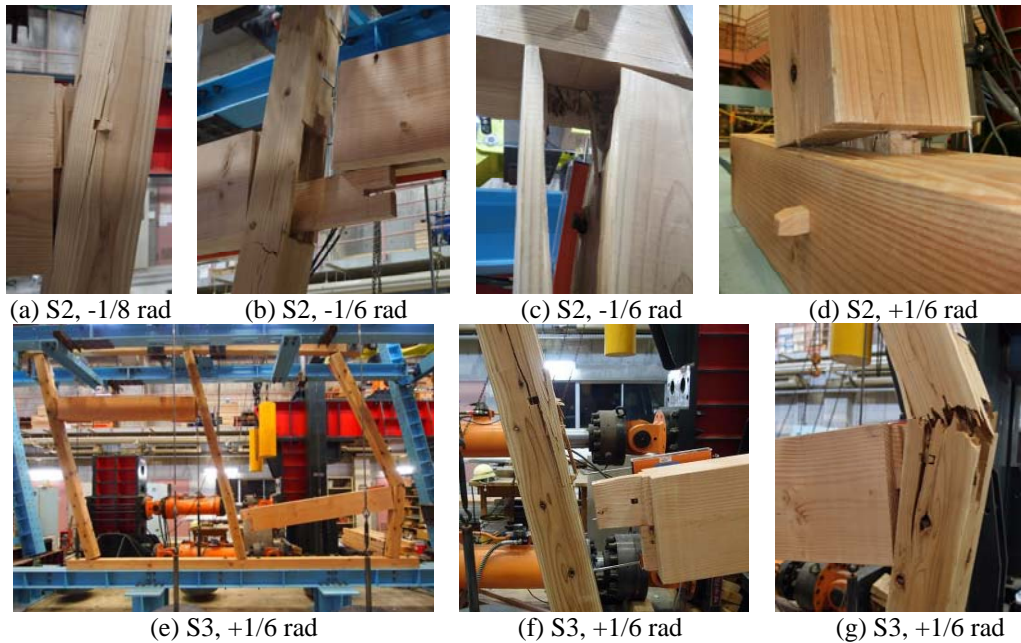 (a) S2, -1/8 rad
(b) S2, -1/6 rad
(c) S2, -1/6 rad
(d) S2, +1/6 rad
(e) S3, +1/6 rad
(f) S3, +1/6 rad
(g) S3, +1/6 rad